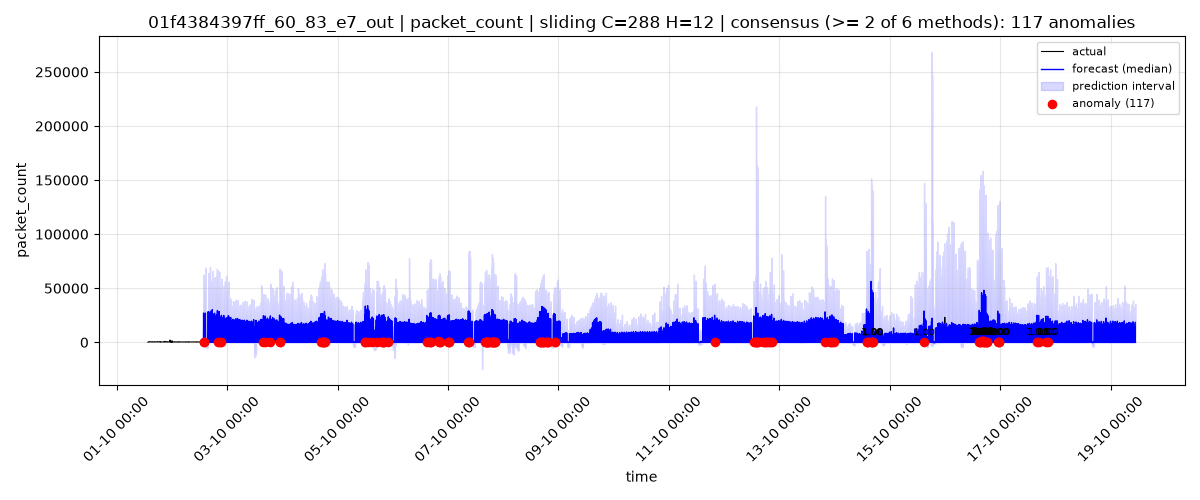 01f4384397ff_60_83_e7_out | packet_count | sliding C=288 H=12 | consensus (>= 2 of 6 methods): 117 anomalies
actual
forecast (median)
prediction interval
anomaly (117)
250000
200000
150000
100000
50000
0
packet_count
1.00
01-10 00:00
03-10 00:00
05-10 00:00
07-10 00:00
09-10 00:00
11-10 00:00
13-10 00:00
15-10 00:00
17-10 00:00
19-10 00:00
time